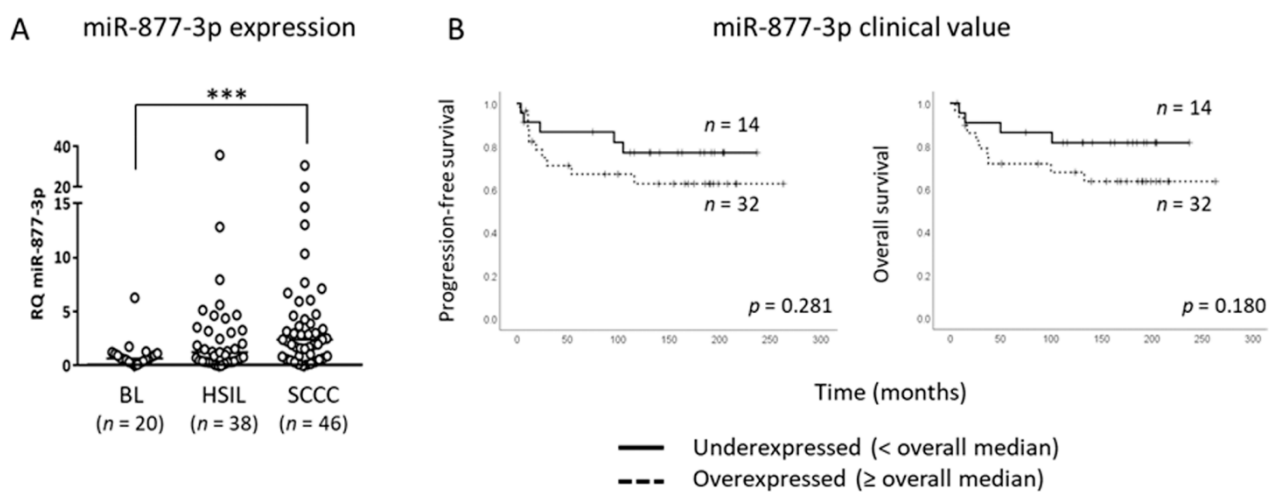 A
miR-877-3p expression
***
RQ miR-877-3p
40
20
15
10
5
0
BL
HSIL
SCCC
(n = 20)
(n = 38)
(n = 46)
B
miR-877-3p clinical value
Progression-free survival
1.0
0.8
0.6
0.4
0.2
0.0
n = 14
n = 32
p = 0.281
0 50 100 150 200 250 300
Overall survival
1.0
0.8
0.6
0.4
0.2
0.0
n = 14
n = 32
p = 0.180
0 50 100 150 200 250 300
Time (months)
Underexpressed (< overall median)
Overexpressed (≥ overall median)